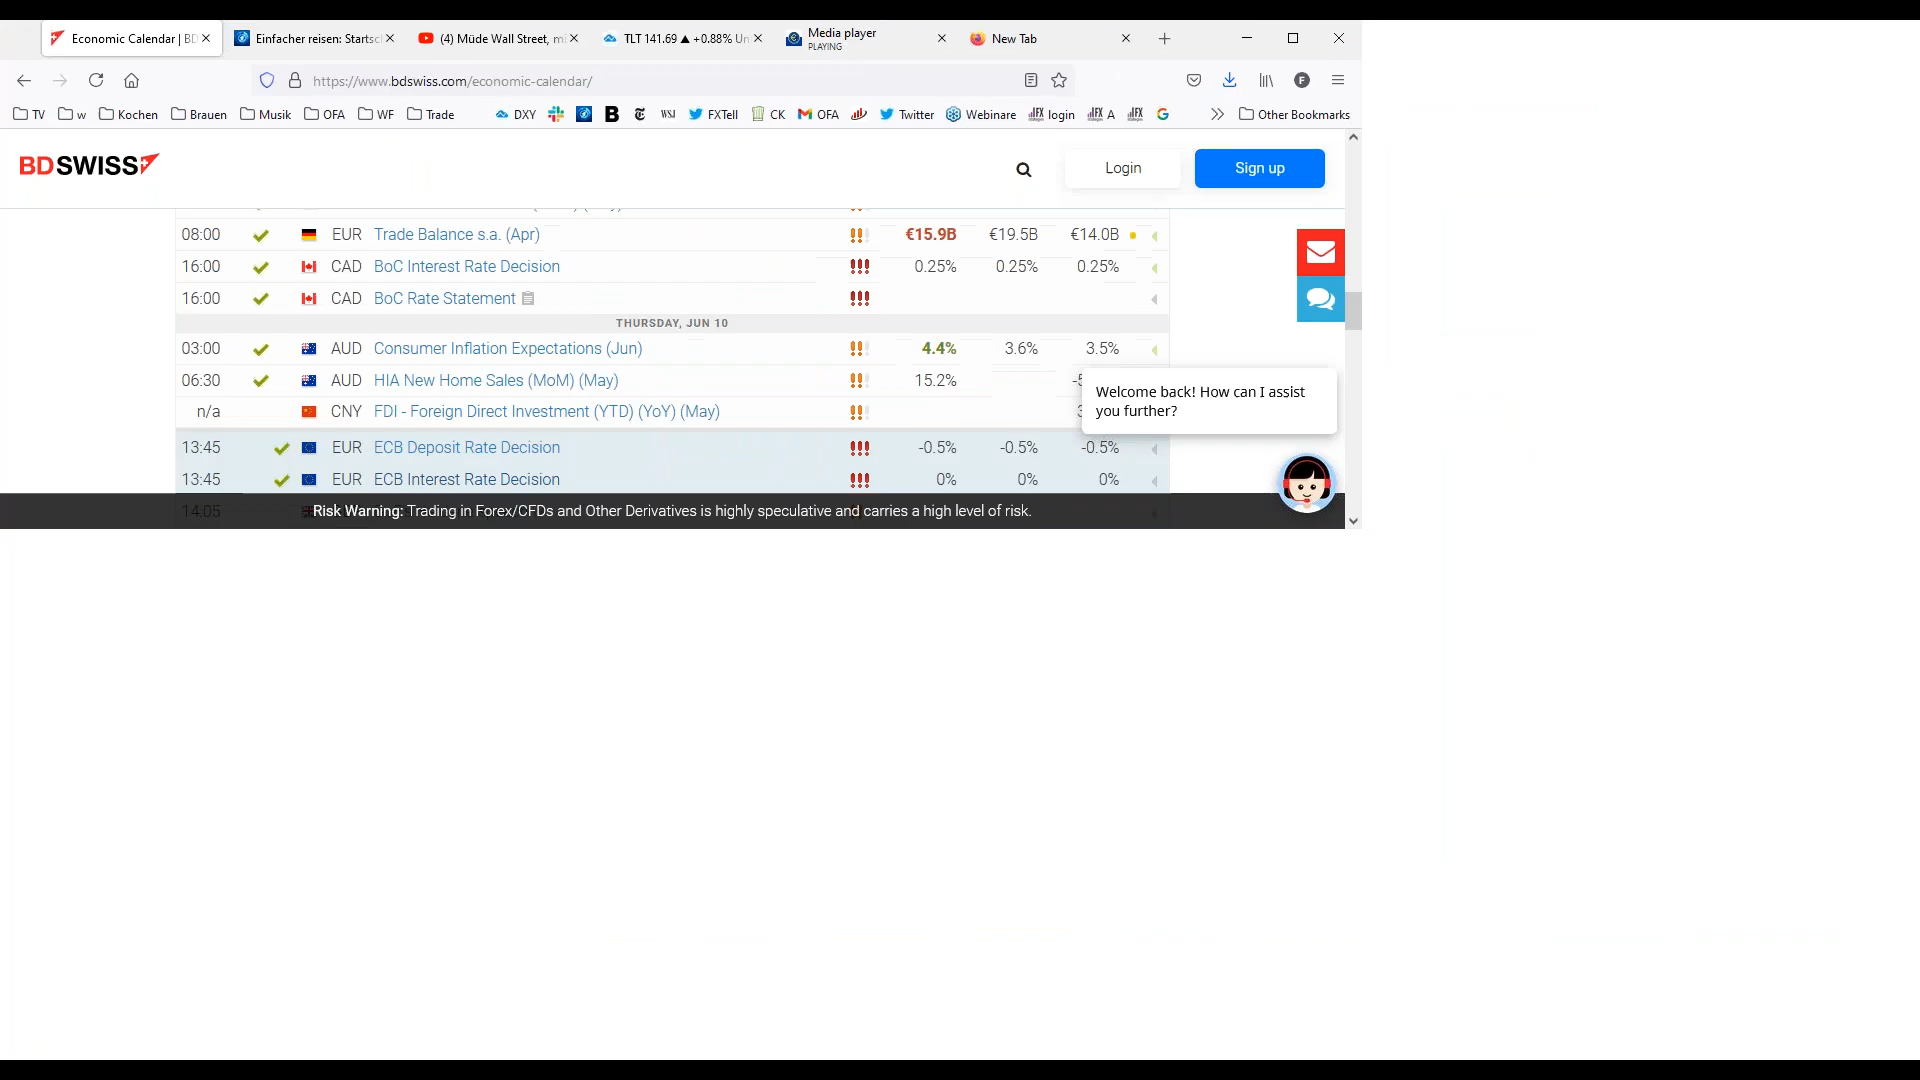 Economic Calendar | BD
Einfacher reisen: Startsc
(4) Müde Wall Street, mi
TLT 141.69 ▲ +0.88% Un
Media player
PLAYING
New Tab
https://www.bdswiss.com/economic-calendar/
TV w Kochen Brauen Musik OFA WF Trade DXY B WSJ FXTell CK OFA Twitter Webinare JFX login JFX A JFX G Other Bookmarks
BDSWISS
Login
Sign up
08:00 EUR Trade Balance s.a. (Apr) €15.9B €19.5B €14.0B
16:00 CAD BoC Interest Rate Decision 0.25% 0.25% 0.25%
16:00 CAD BoC Rate Statement
THURSDAY, JUN 10
03:00 AUD Consumer Inflation Expectations (Jun) 4.4% 3.6% 3.5%
06:30 AUD HIA New Home Sales (MoM) (May) 15.2%
n/a CNY FDI - Foreign Direct Investment (YTD) (YoY) (May)
Welcome back! How can I assist
you further?
13:45 EUR ECB Deposit Rate Decision -0.5% -0.5% -0.5%
13:45 EUR ECB Interest Rate Decision 0% 0% 0%
14:05
Risk Warning: Trading in Forex/CFDs and Other Derivatives is highly speculative and carries a high level of risk.